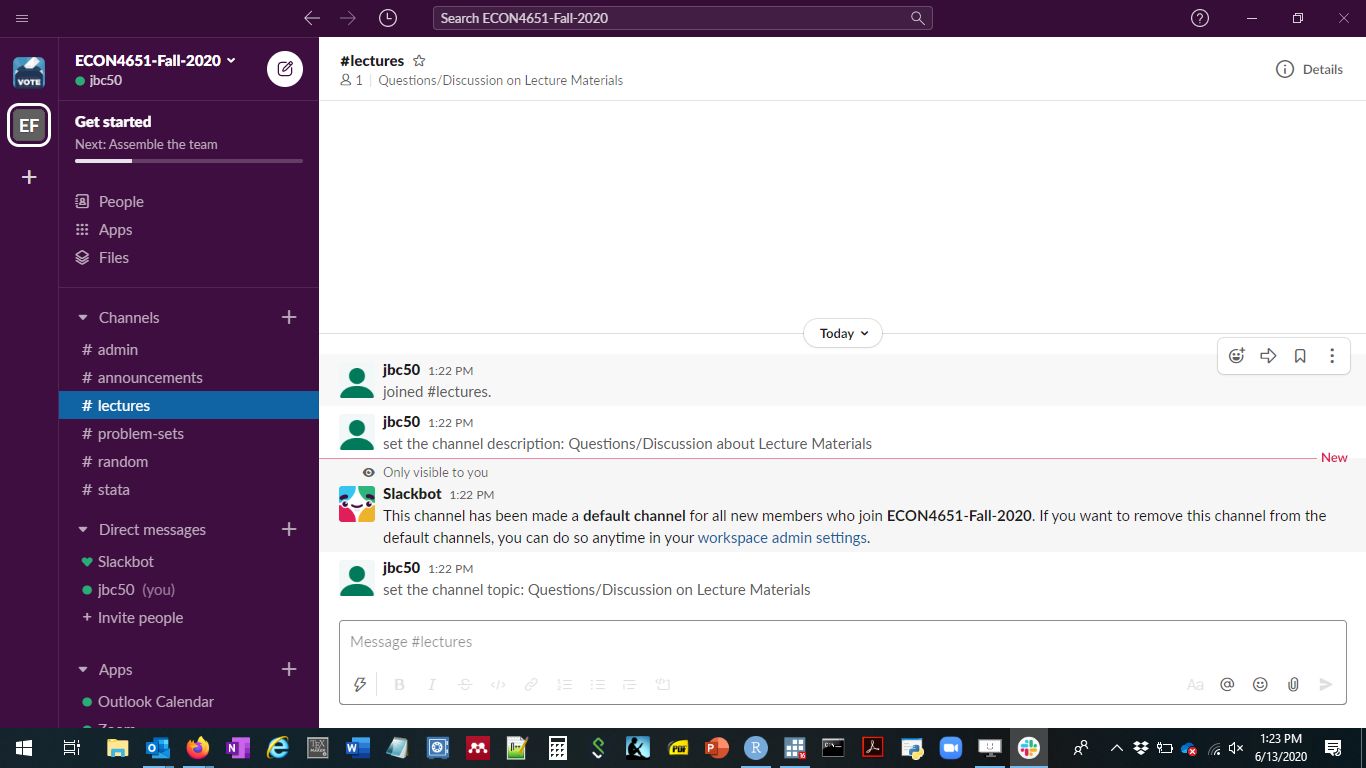 Search ECON4651-Fall-2020
VOTE
EF
ECON4651-Fall-2020
jbc50
Get started
Next: Assemble the team
People
Apps
Files
Channels
# admin
# announcements
# lectures
# problem-sets
# random
# stata
Direct messages
Slackbot
jbc50 (you)
+ Invite people
Apps
Outlook Calendar
#lectures
1 | Questions/Discussion on Lecture Materials
Details
Today
jbc50 1:22 PM
joined #lectures.
jbc50 1:22 PM
set the channel description: Questions/Discussion about Lecture Materials
New
Only visible to you
Slackbot 1:22 PM
This channel has been made a default channel for all new members who join ECON4651-Fall-2020. If you want to remove this channel from the
default channels, you can do so anytime in your workspace admin settings.
jbc50 1:22 PM
set the channel topic: Questions/Discussion on Lecture Materials
Message #lectures
B I S </> Aa @
1:23 PM
6/13/2020